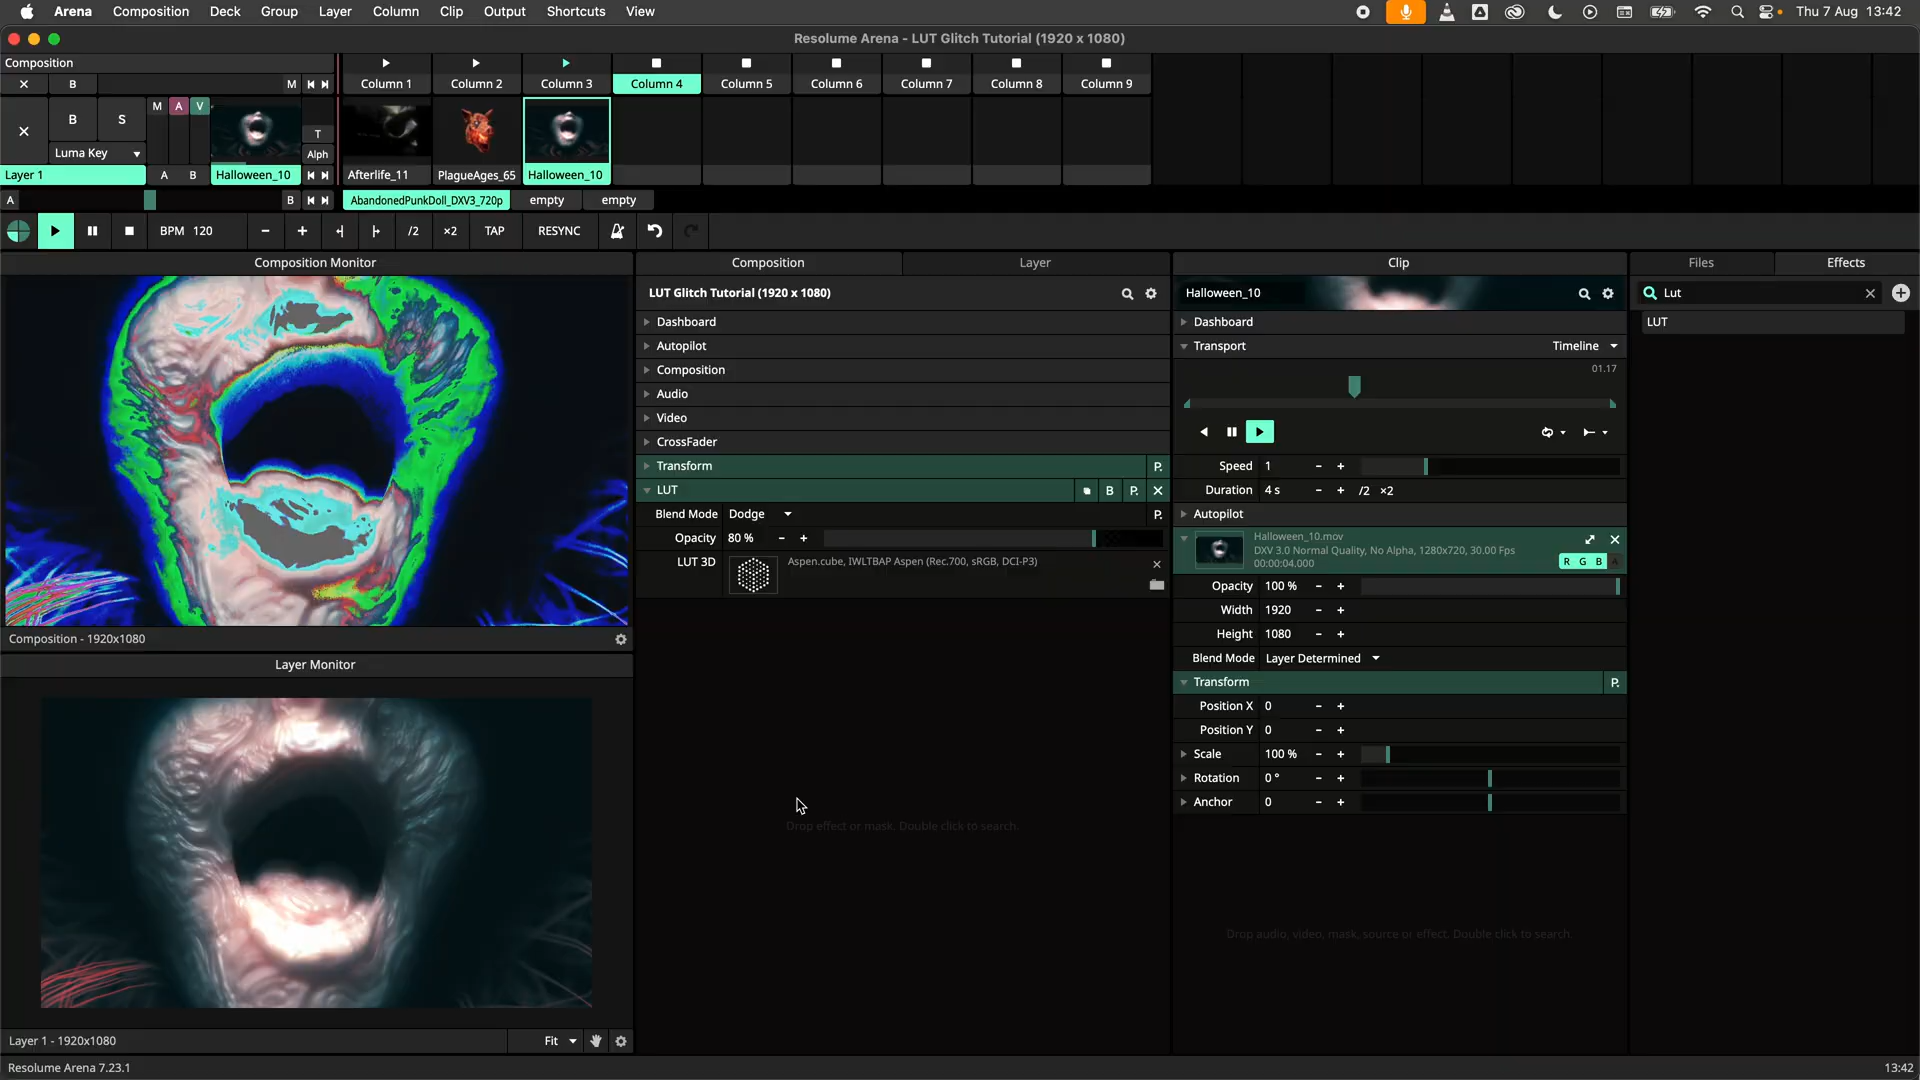 Arena Composition Deck Group Layer Column Clip Output Shortcuts View Thu 7 Aug 13:42
Resolume Arena - LUT Glitch Tutorial (1920 x 1080)
Composition
B M Column 1 Column 2 Column 3 Column 4 Column 5 Column 6 Column 7 Column 8 Column 9
M A V
B S T
Luma Key Alph
Layer 1 A B Halloween_10 Afterlife_11 PlagueAges_65 Halloween_10
A B AbandonedPunkDoll_DXV3_720p empty empty
BPM 120 - + /2 ×2 TAP RESYNC
Composition Monitor Composition Layer Clip Files Effects
LUT Glitch Tutorial (1920 x 1080) Halloween_10 Lut
Dashboard Dashboard LUT
Autopilot Transport Timeline
Composition 01.17
Audio
Video
CrossFader
Transform P. Speed 1 - +
LUT B P. Duration 4 s - + /2 ×2
Blend Mode Dodge P. Autopilot
Opacity 80 % - + Halloween_10.mov
DXV 3.0 Normal Quality, No Alpha, 1280x720, 30.00 Fps
LUT 3D Aspen.cube, IWLTBAP Aspen (Rec.700, sRGB, DCI-P3) 00:00:04.000 R G B A
Opacity 100 % - +
Width 1920 - +
Composition - 1920x1080 Height 1080 - +
Layer Monitor Blend Mode Layer Determined
Transform P.
Position X 0 - +
Position Y 0 - +
Scale 100 % - +
Rotation 0 ° - +
Anchor 0 - +
Drop effect or mask. Double click to search.
Drop audio, video, mask, source or effect. Double click to search.
Layer 1 - 1920x1080 Fit
Resolume Arena 7.23.1 13:42